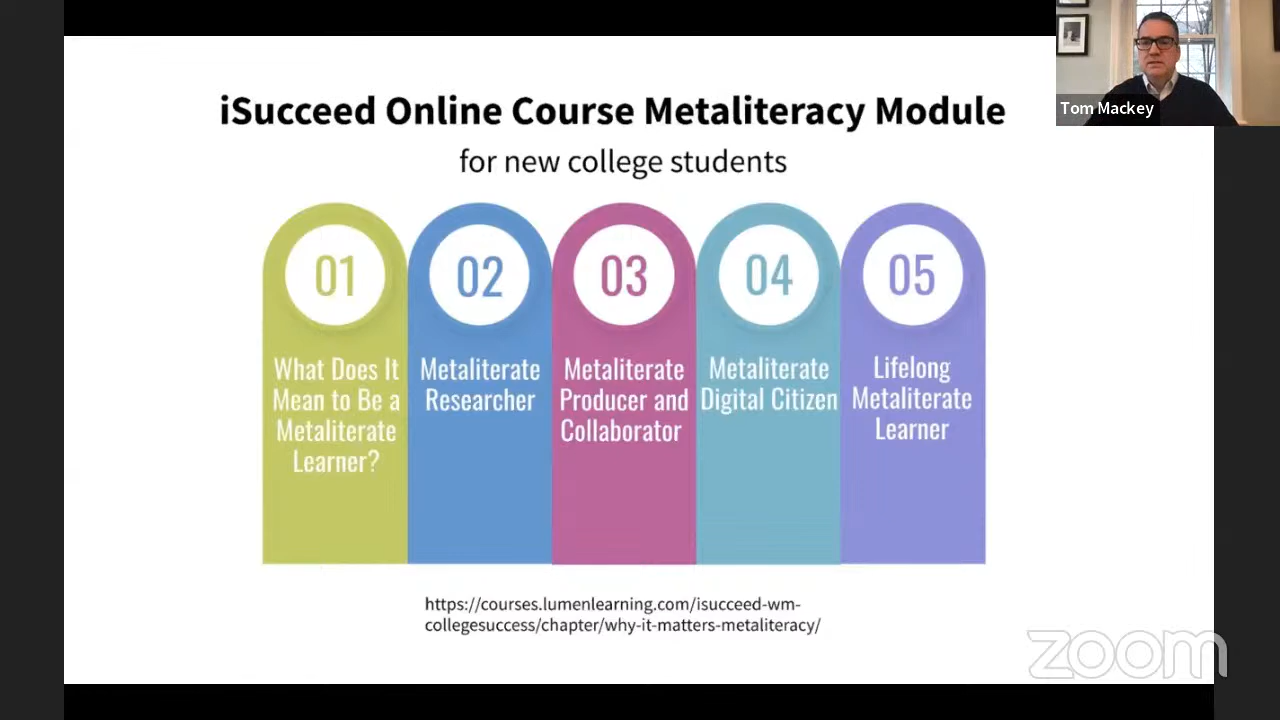 iSucceed Online Course Metaliteracy Module
for new college students
Tom Mackey
01
What Does It
Mean to Be a
Metaliterate
Learner?
02
Metaliterate
Researcher
03
Metaliterate
Producer and
Collaborator
04
Metaliterate
Digital Citizen
05
Lifelong
Metaliterate
Learner
https://courses.lumenlearning.com/isucceed-wm-
collegesuccess/chapter/why-it-matters-metaliteracy/
zoom